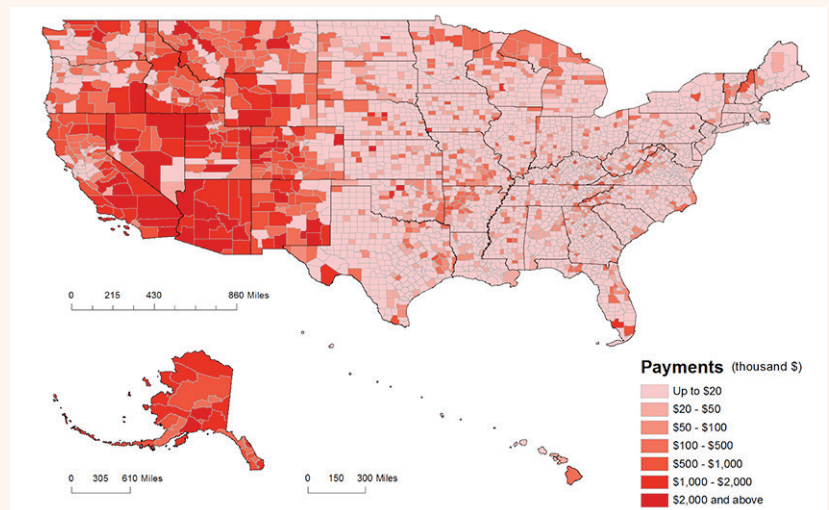 0 215 430 860 Miles
Payments (thousand $)
Up to $20
$20 - $50
$50 - $100
$100 - $500
$500 - $1,000
$1,000 - $2,000
$2,000 and above
0 305 610 Miles
0 150 300 Miles